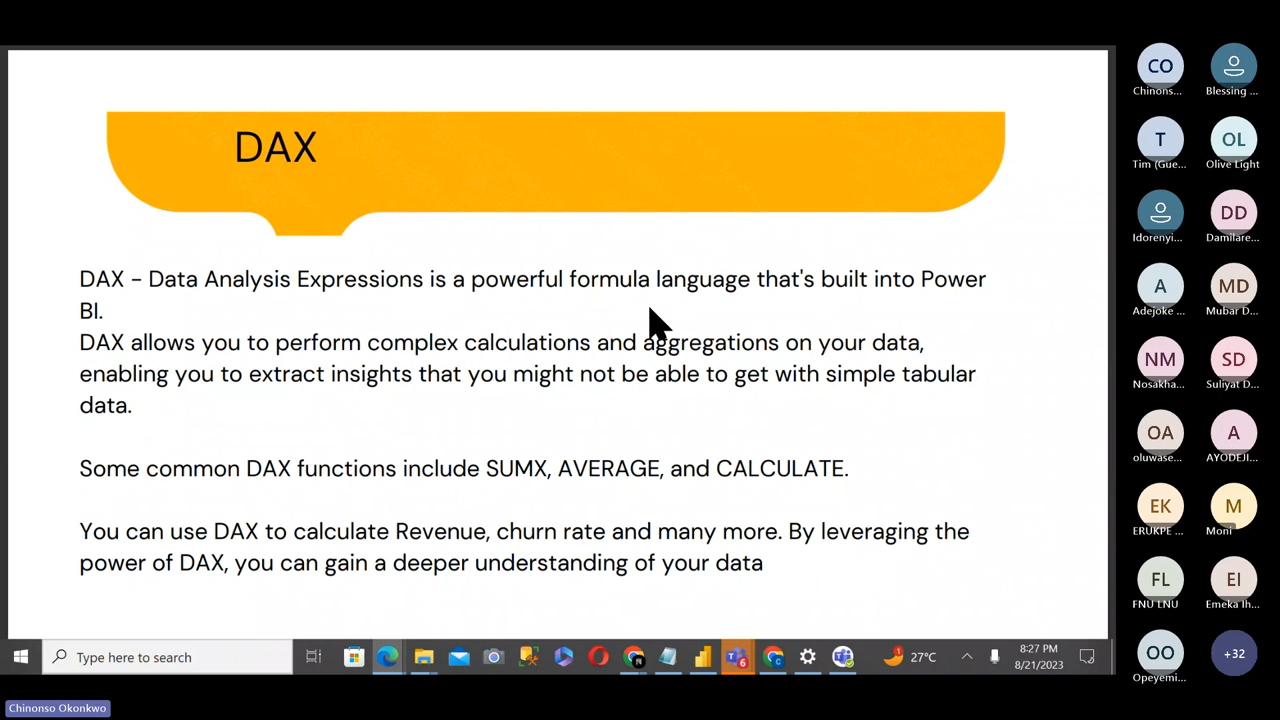 DAX
DAX – Data Analysis Expressions is a powerful formula language that's built into Power
BI.
DAX allows you to perform complex calculations and aggregations on your data,
enabling you to extract insights that you might not be able to get with simple tabular
data.
Some common DAX functions include SUMX, AVERAGE, and CALCULATE.
You can use DAX to calculate Revenue, churn rate and many more. By leveraging the
power of DAX, you can gain a deeper understanding of your data
CO
Chinons...
Blessing ...
T
Tim (Gue...
OL
Olive Light
Idorenyi...
DD
Damilare...
A
Adejoke ...
MD
Mubar D...
NM
Nosakha...
SD
Suliyat D...
OA
oluwase...
A
AYODEJI...
EK
ERUKPE ...
M
Moni
FL
FNU LNU
EI
Emeka Ih...
OO
Opeyemi...
+32
Type here to search
6
1
27°C
8:27 PM
8/21/2023
Chinonso Okonkwo